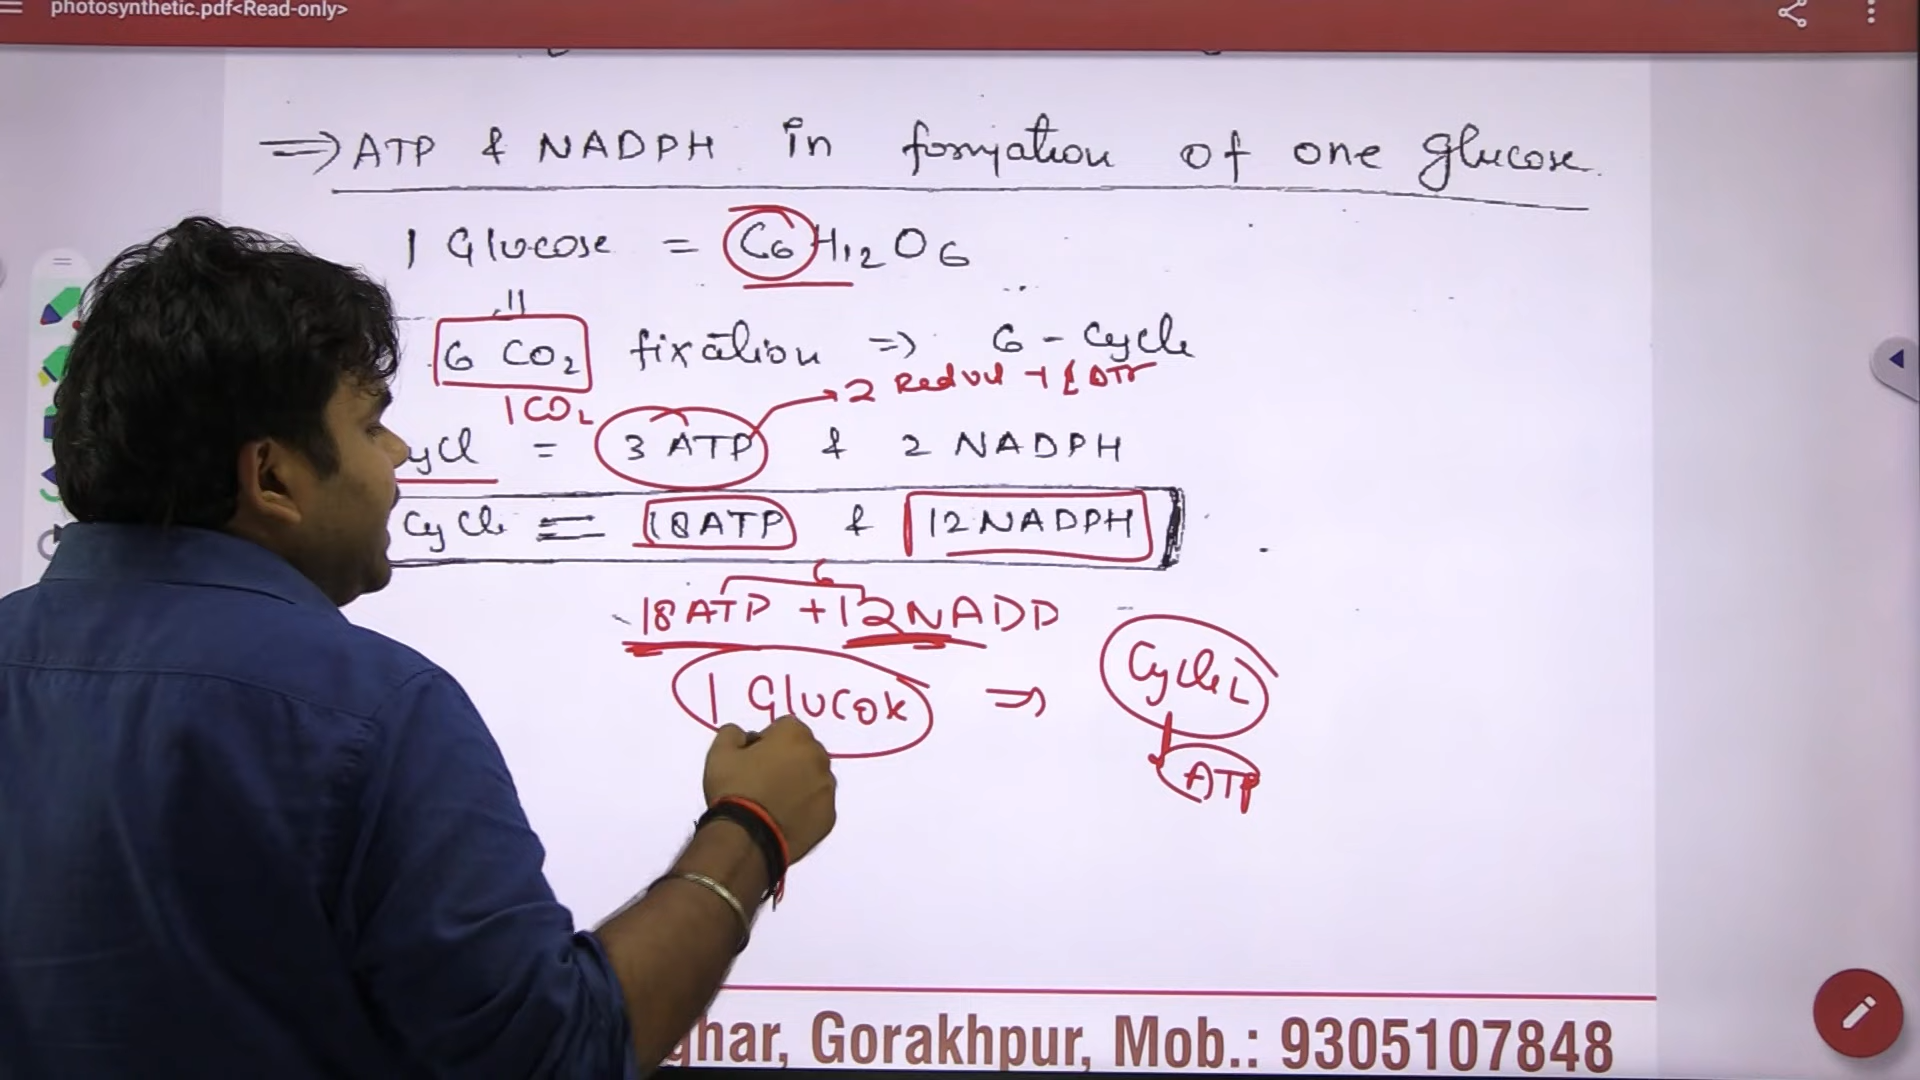 photosynthetic.pdf<Read-only>
⇒ ATP & NADPH in formation of one glucose.
1 Glucose = C6H12O6
6 CO2 fixation ⇒ 6 - cycle
2 Reduc + 1
1CO2
ycl = 3 ATP & 2 NADPH
cycle = 18ATP & 12NADPH
6
18ATP + 12NADP
1 Glucose ⇒ Cycle
ATP
ghar, Gorakhpur, Mob.: 9305107848